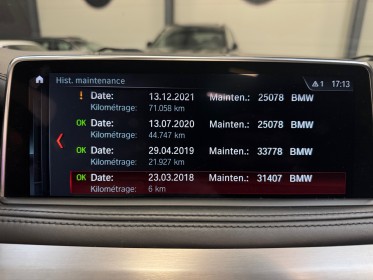 Hist. maintenance 1 17:13
! Date: 13.12.2021 Mainten.: 25078 BMW
Kilométrage: 71.058 km
OK Date: 13.07.2020 Mainten.: 25078 BMW
Kilométrage: 44.747 km
OK Date: 29.04.2019 Mainten.: 33778 BMW
Kilométrage: 21.927 km
OK Date: 23.03.2018 Mainten.: 31407 BMW
Kilométrage: 6 km